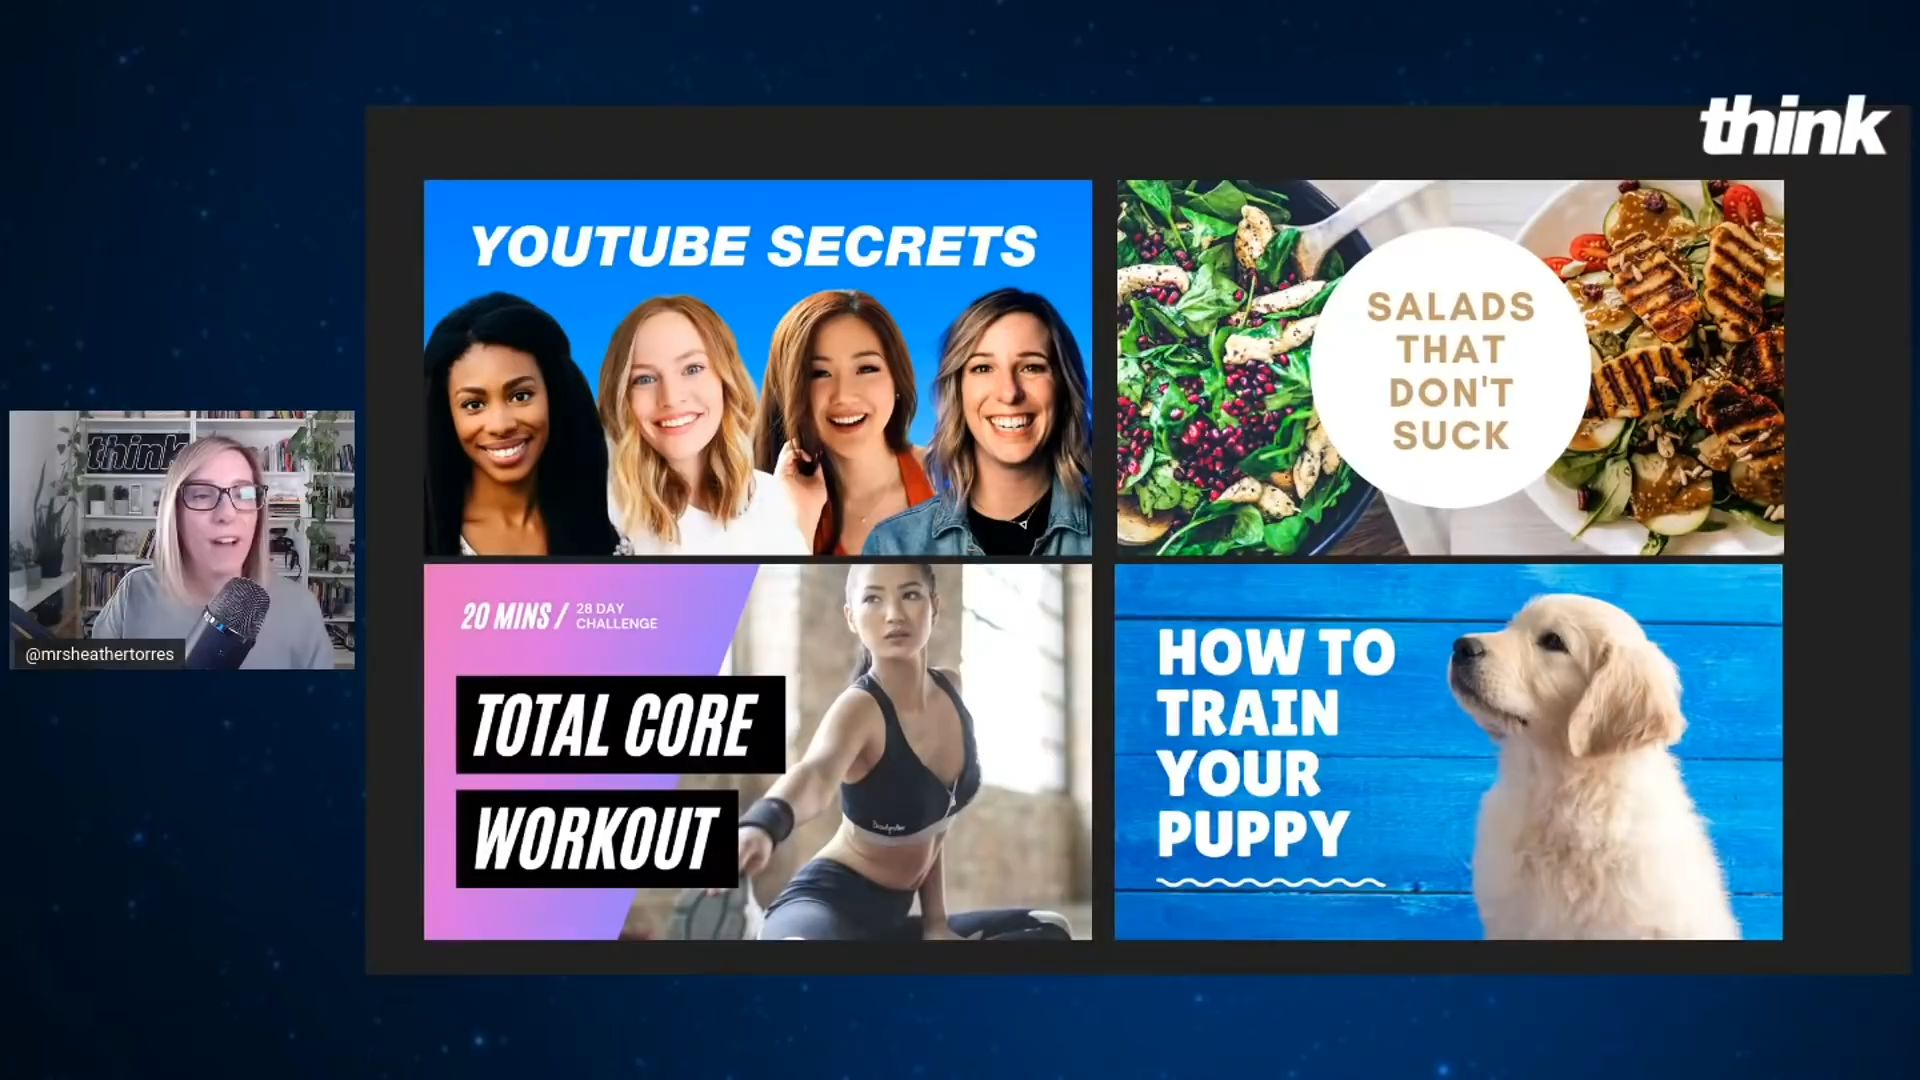 think
YOUTUBE SECRETS
SALADS
THAT
DON'T
SUCK
think
@mrsheathertorres
20 MINS / 28 DAY
CHALLENGE
TOTAL CORE
WORKOUT
HOW TO
TRAIN
YOUR
PUPPY